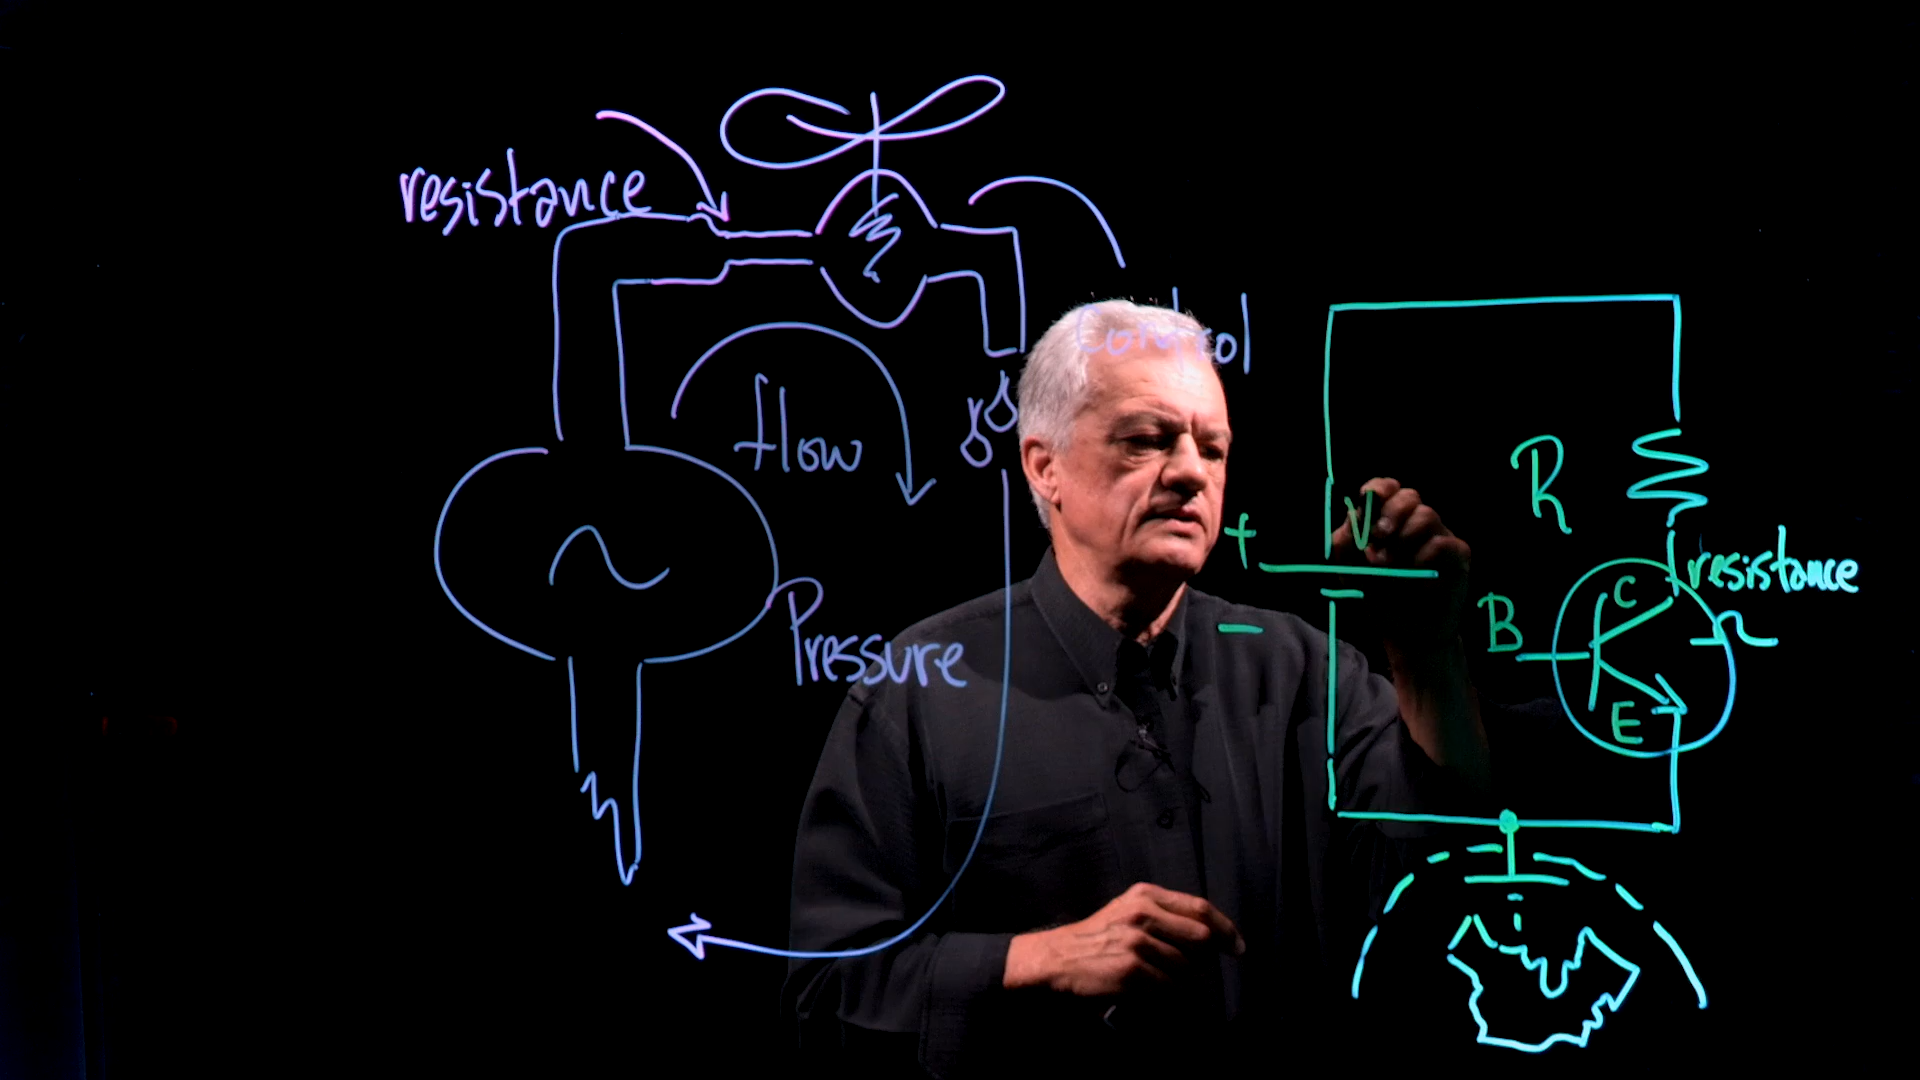 resistance
Control
flow
Pressure
+
V
-
R
resistance
B
C
E
i